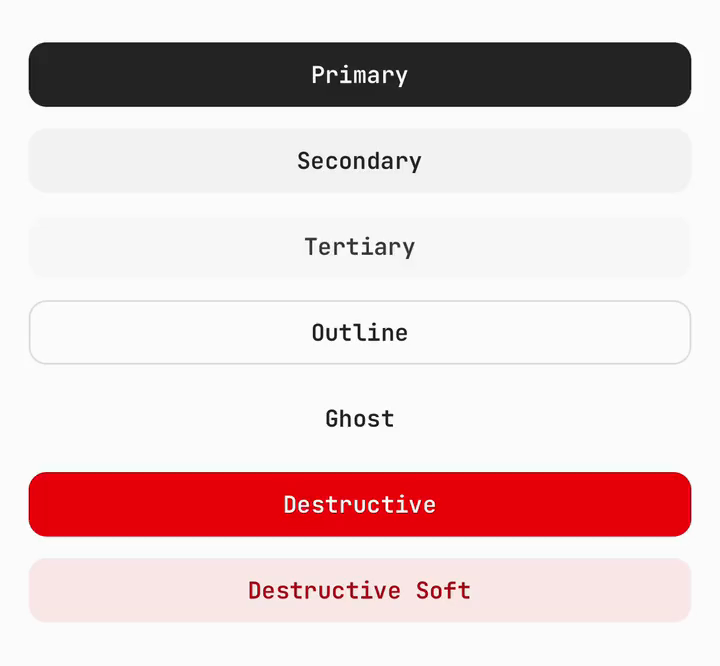 Primary
Secondary
Tertiary
Outline
Ghost
Destructive
Destructive Soft